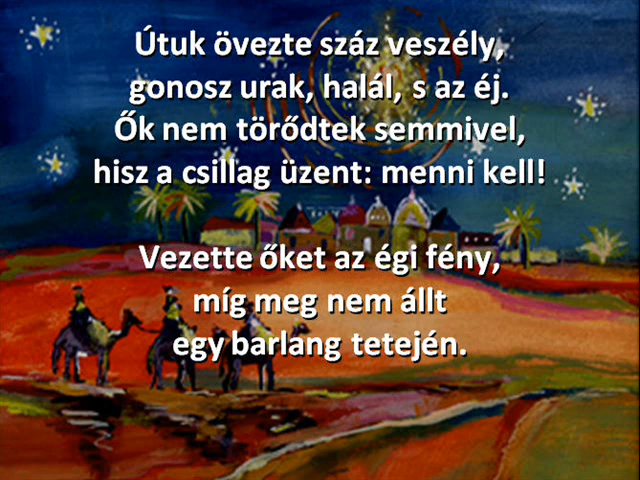 Útuk övezte száz veszély,
gonosz urak, halál, s az éj.
Ők nem törődtek semmivel,
hisz a csillag üzent: menni kell!
Vezette őket az égi fény,
míg meg nem állt
egy barlang tetején.